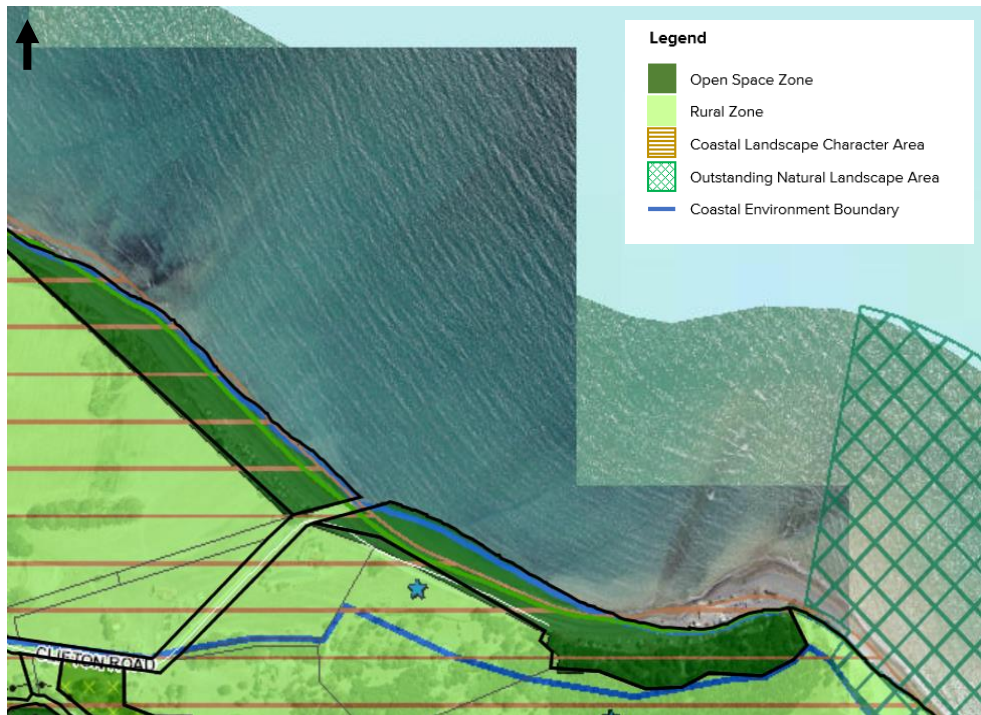 Legend
Open Space Zone
Rural Zone
Coastal Landscape Character Area
Outstanding Natural Landscape Area
Coastal Environment Boundary
CLIFTON ROAD